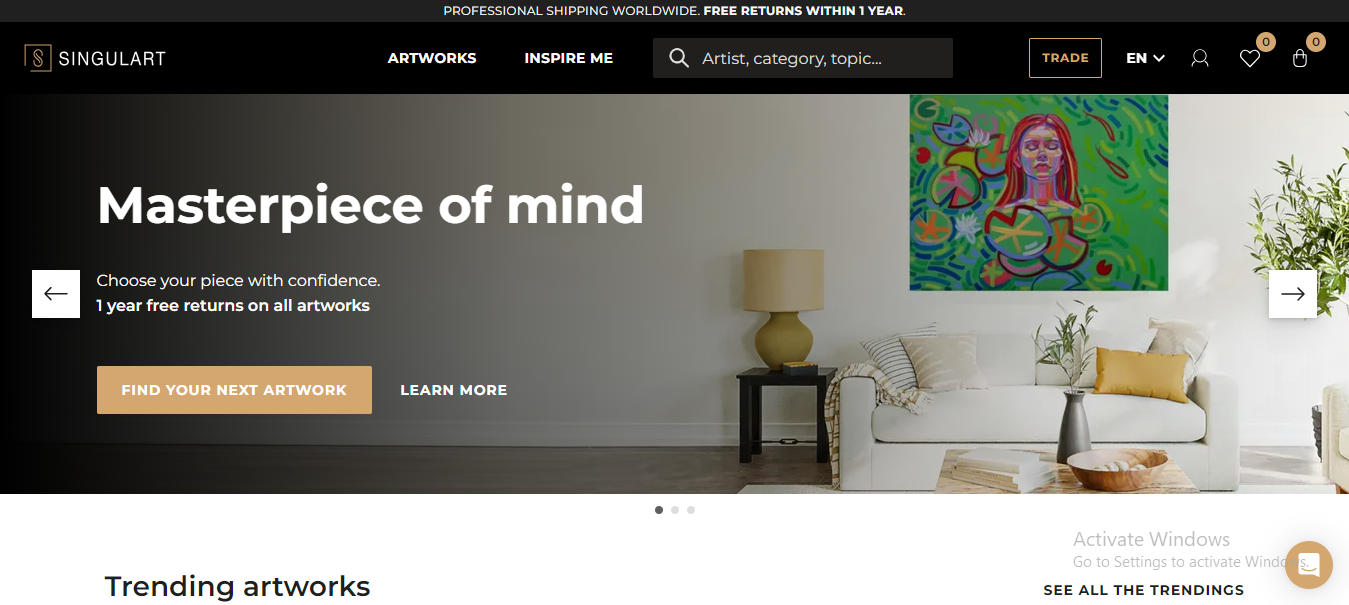 PROFESSIONAL SHIPPING WORLDWIDE. FREE RETURNS WITHIN 1 YEAR.
SINGULART
ARTWORKS
INSPIRE ME
Artist, category, topic...
TRADE
EN
0
0
Masterpiece of mind
Choose your piece with confidence.
1 year free returns on all artworks
FIND YOUR NEXT ARTWORK
LEARN MORE
Activate Windows
Go to Settings to activate Windows.
Trending artworks
SEE ALL THE TRENDINGS